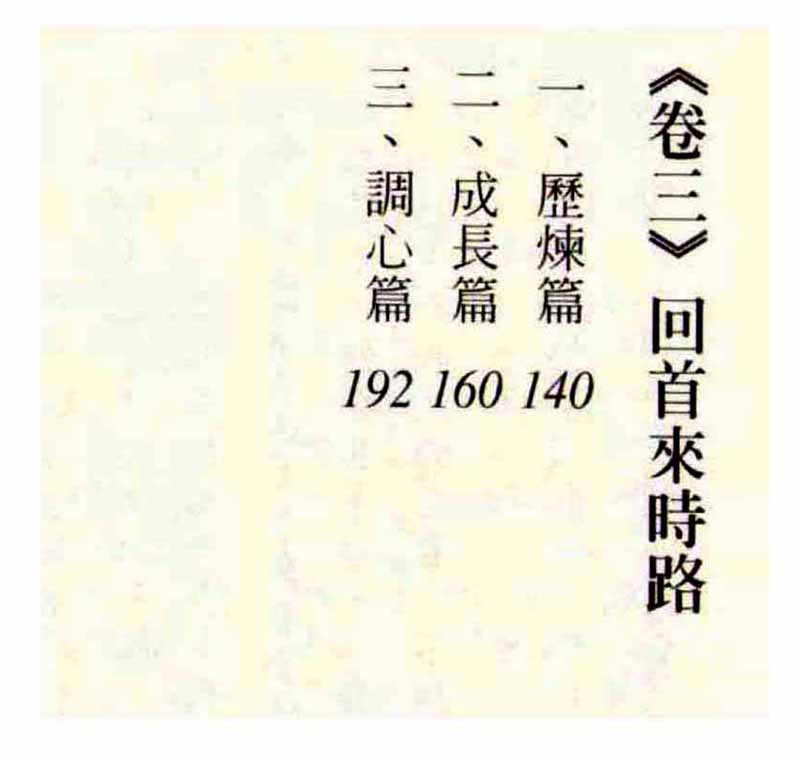 《卷三》 回首來時路
一、歷煉篇 140
二、成長篇 160
三、調心篇 192